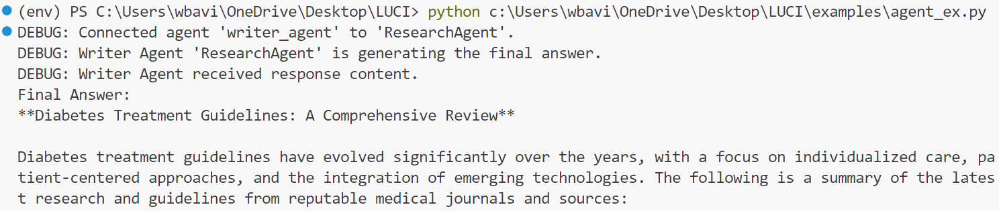 (env) PS C:\Users\wbavi\OneDrive\Desktop\LUCI> python c:\Users\wbavi\OneDrive\Desktop\LUCI\examples\agent_ex.py
DEBUG: Connected agent 'writer_agent' to 'ResearchAgent'.
DEBUG: Writer Agent 'ResearchAgent' is generating the final answer.
DEBUG: Writer Agent received response content.
Final Answer:
**Diabetes Treatment Guidelines: A Comprehensive Review**

Diabetes treatment guidelines have evolved significantly over the years, with a focus on individualized care, pa
tient-centered approaches, and the integration of emerging technologies. The following is a summary of the lates
t research and guidelines from reputable medical journals and sources: